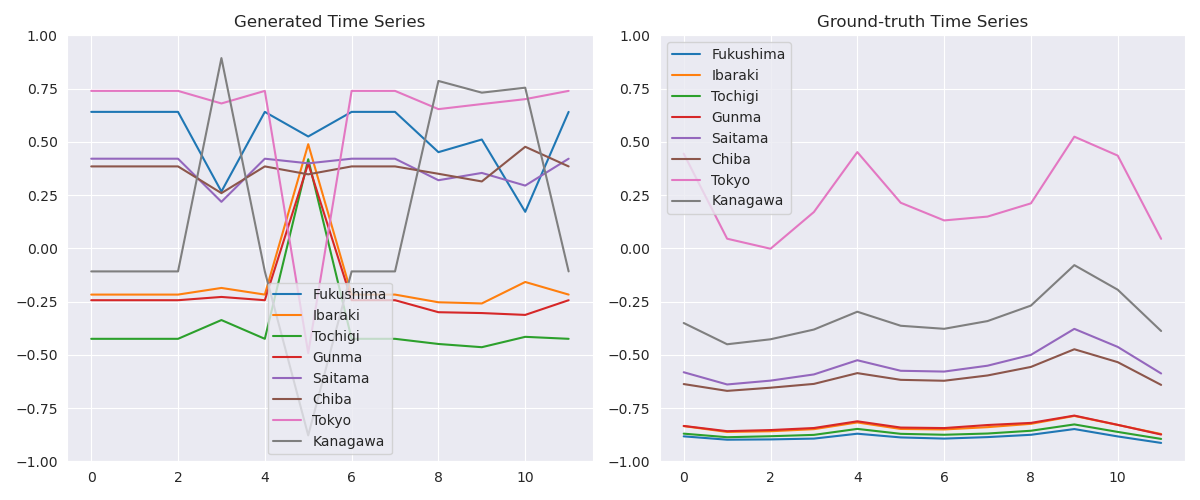 Generated Time Series
1.00
0.75
0.50
0.25
0.00
−0.25
−0.50
−0.75
−1.00
0 2 4 6 8 10
Fukushima
Ibaraki
Tochigi
Gunma
Saitama
Chiba
Tokyo
Kanagawa
Ground-truth Time Series
1.00
0.75
0.50
0.25
0.00
−0.25
−0.50
−0.75
−1.00
0 2 4 6 8 10
Fukushima
Ibaraki
Tochigi
Gunma
Saitama
Chiba
Tokyo
Kanagawa